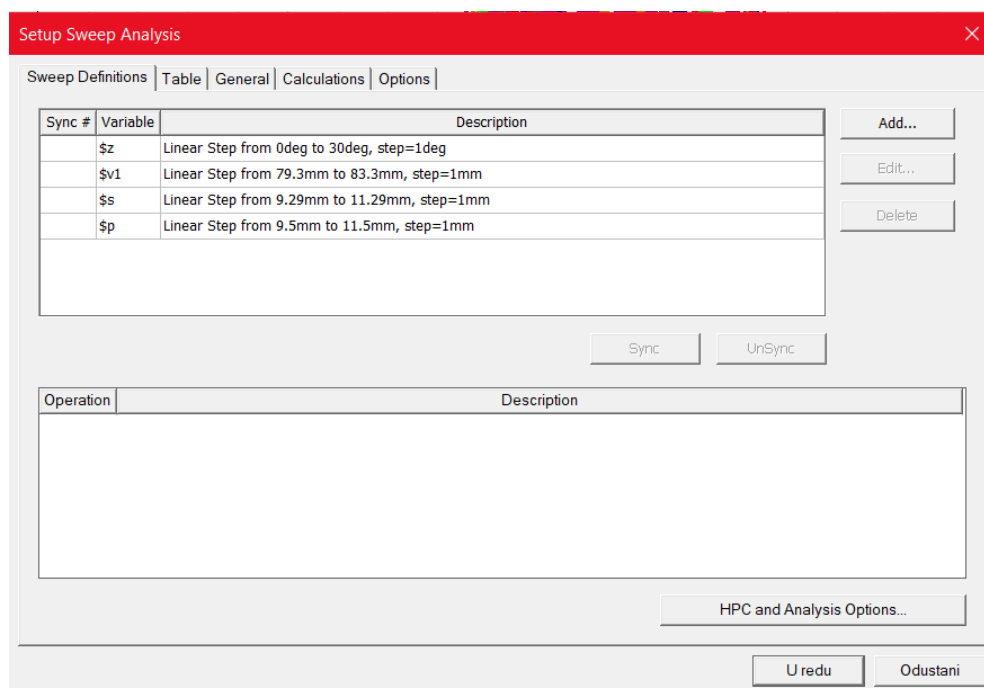 Setup Sweep Analysis
Sweep Definitions Table General Calculations Options
Sync # Variable Description
$z Linear Step from 0deg to 30deg, step=1deg
$v1 Linear Step from 79.3mm to 83.3mm, step=1mm
$s Linear Step from 9.29mm to 11.29mm, step=1mm
$p Linear Step from 9.5mm to 11.5mm, step=1mm
Add...
Edit...
Delete
Sync UnSync
Operation Description
HPC and Analysis Options...
U redu Odustani